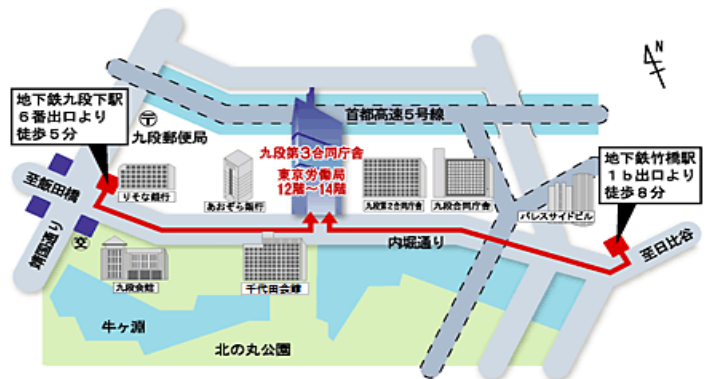 N
地下鉄九段下駅
6番出口より
徒歩5分
〒
九段郵便局
首都高速5号線
九段第3合同庁舎
東京労働局
12階～14階
地下鉄竹橋駅
1b出口より
徒歩8分
至飯田橋
りそな銀行
あおぞら銀行
九段第2合同庁舎
九段合同庁舎
パレスサイドビル
靖国通り
内堀通り
至日比谷
九段会館
千代田会館
牛ヶ淵
北の丸公園